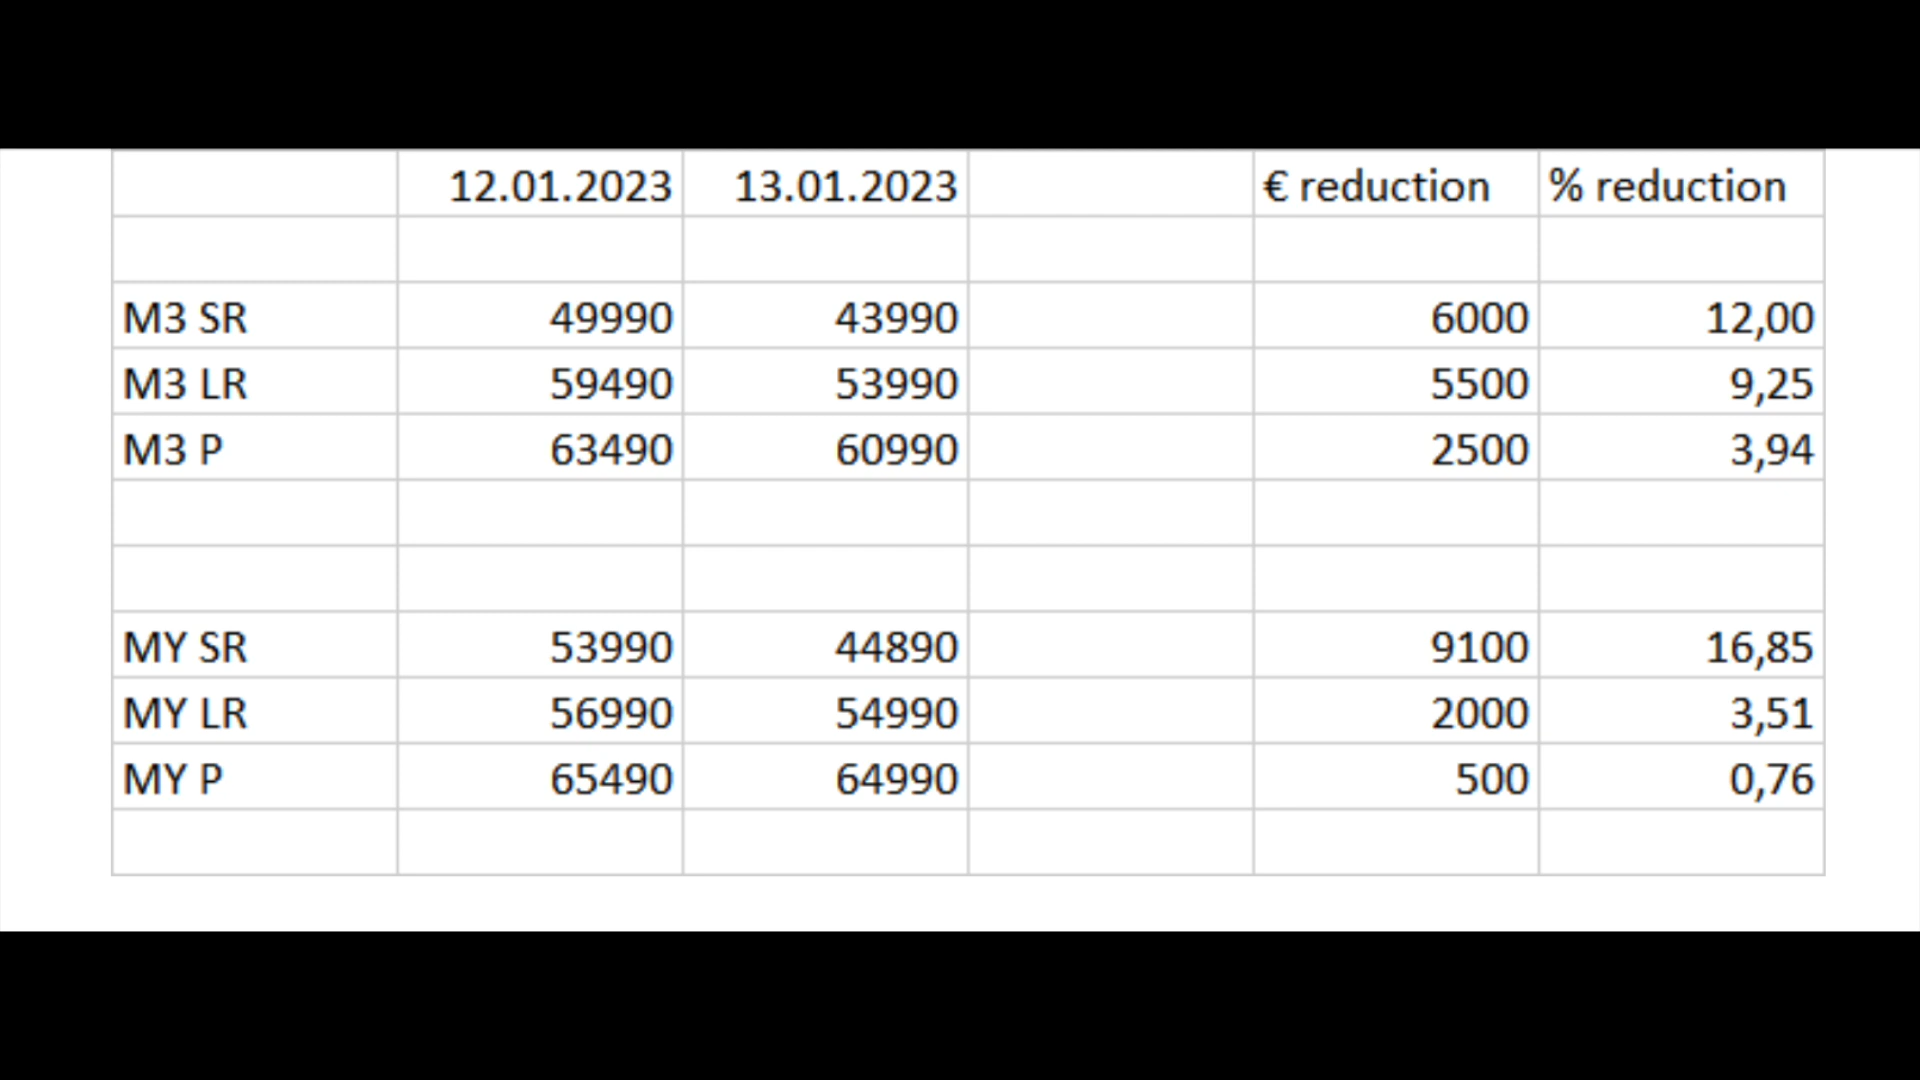 12.01.2023 13.01.2023 € reduction % reduction
M3 SR 49990 43990 6000 12,00
M3 LR 59490 53990 5500 9,25
M3 P 63490 60990 2500 3,94
MY SR 53990 44890 9100 16,85
MY LR 56990 54990 2000 3,51
MY P 65490 64990 500 0,76